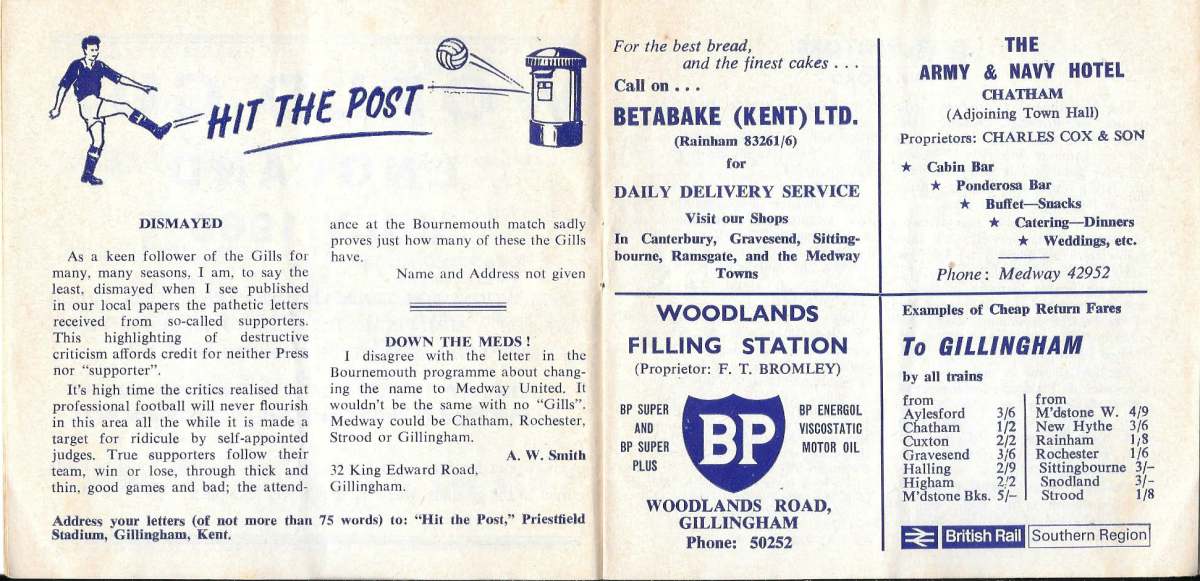 HIT THE POST
DISMAYED
As a keen follower of the Gills for
many, many seasons, I am, to say the
least, dismayed when I see published
in our local papers the pathetic letters
received from so-called supporters.
This highlighting of destructive
criticism affords credit for neither Press
nor “supporter”.
It's high time the critics realised that
professional football will never flourish
in this area all the while it is made a
target for ridicule by self-appointed
judges. True supporters follow their
team, win or lose, through thick and
thin, good games and bad; the attend-
ance at the Bournemouth match sadly
proves just how many of these the Gills
have.
Name and Address not given
DOWN THE MEDS!
I disagree with the letter in the
Bournemouth programme about chang-
ing the name to Medway United. It
wouldn't be the same with no “Gills”.
Medway could be Chatham, Rochester,
Strood or Gillingham.
A. W. Smith
32 King Edward Road,
Gillingham.
Address your letters (of not more than 75 words) to: “Hit the Post,” Priestfield
Stadium, Gillingham, Kent.
For the best bread,
and the finest cakes . . .
Call on . . .
BETABAKE (KENT) LTD.
(Rainham 83261/6)
for
DAILY DELIVERY SERVICE
Visit our Shops
In Canterbury, Gravesend, Sitting-
bourne, Ramsgate, and the Medway
Towns
THE
ARMY & NAVY HOTEL
CHATHAM
(Adjoining Town Hall)
Proprietors: CHARLES COX & SON
★ Cabin Bar
★ Ponderosa Bar
★ Buffet—Snacks
★ Catering—Dinners
★ Weddings, etc.
Phone: Medway 42952
WOODLANDS
FILLING STATION
(Proprietor: F. T. BROMLEY)
BP SUPER
AND
BP SUPER
PLUS
BP
BP ENERGOL
VISCOSTATIC
MOTOR OIL
WOODLANDS ROAD,
GILLINGHAM
Phone: 50252
Examples of Cheap Return Fares
To GILLINGHAM
by all trains
from
Aylesford 3/6
Chatham 1/2
Cuxton 2/2
Gravesend 3/6
Halling 2/9
Higham 2/2
M'dstone Bks. 5/–
from
M'dstone W. 4/9
New Hythe 3/6
Rainham 1/8
Rochester 1/6
Sittingbourne 3/–
Snodland 3/–
Strood 1/8
British Rail Southern Region